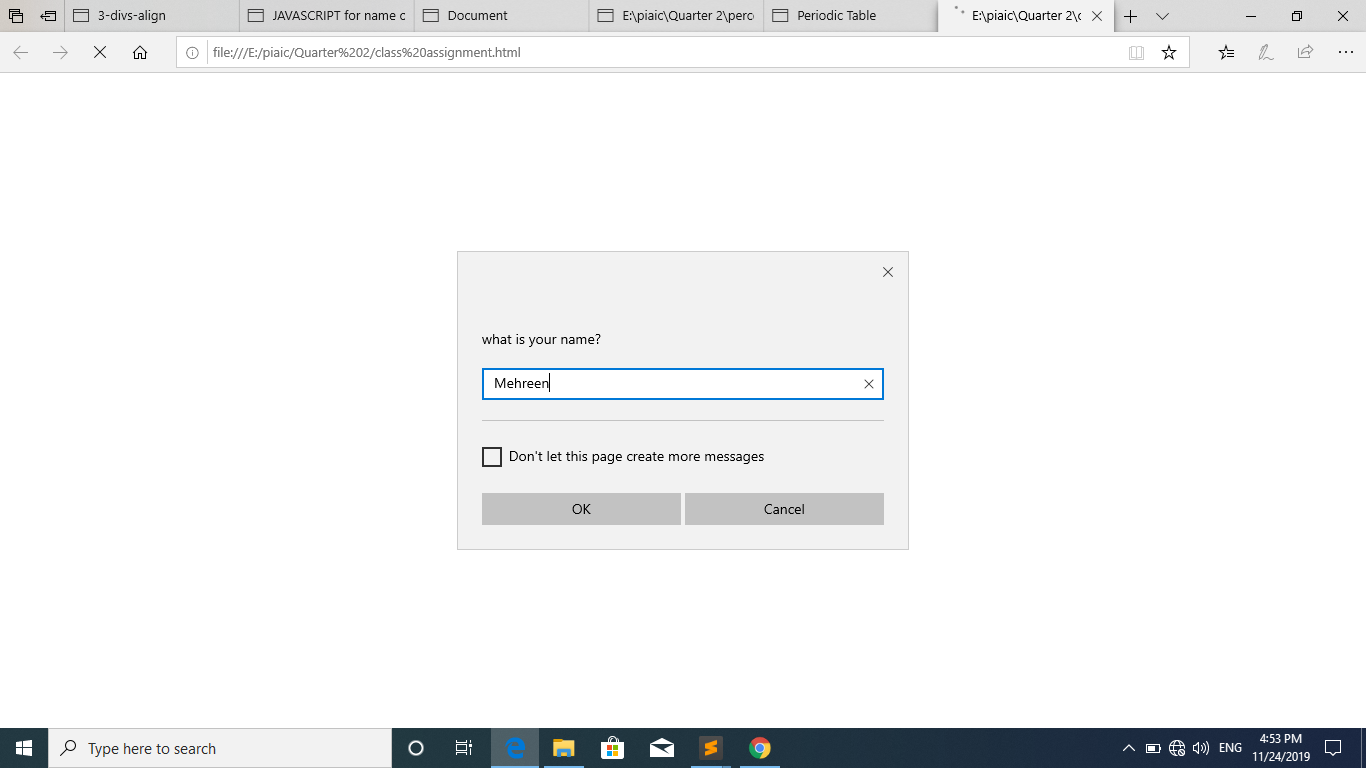 3-divs-align
JAVASCRIPT for name c
Document
E:\piaic\Quarter 2\perc
Periodic Table
E:\piaic\Quarter 2\c
file:///E:/piaic/Quarter%202/class%20assignment.html
what is your name?
Mehreen
Don't let this page create more messages
OK
Cancel
Type here to search
ENG
4:53 PM
11/24/2019